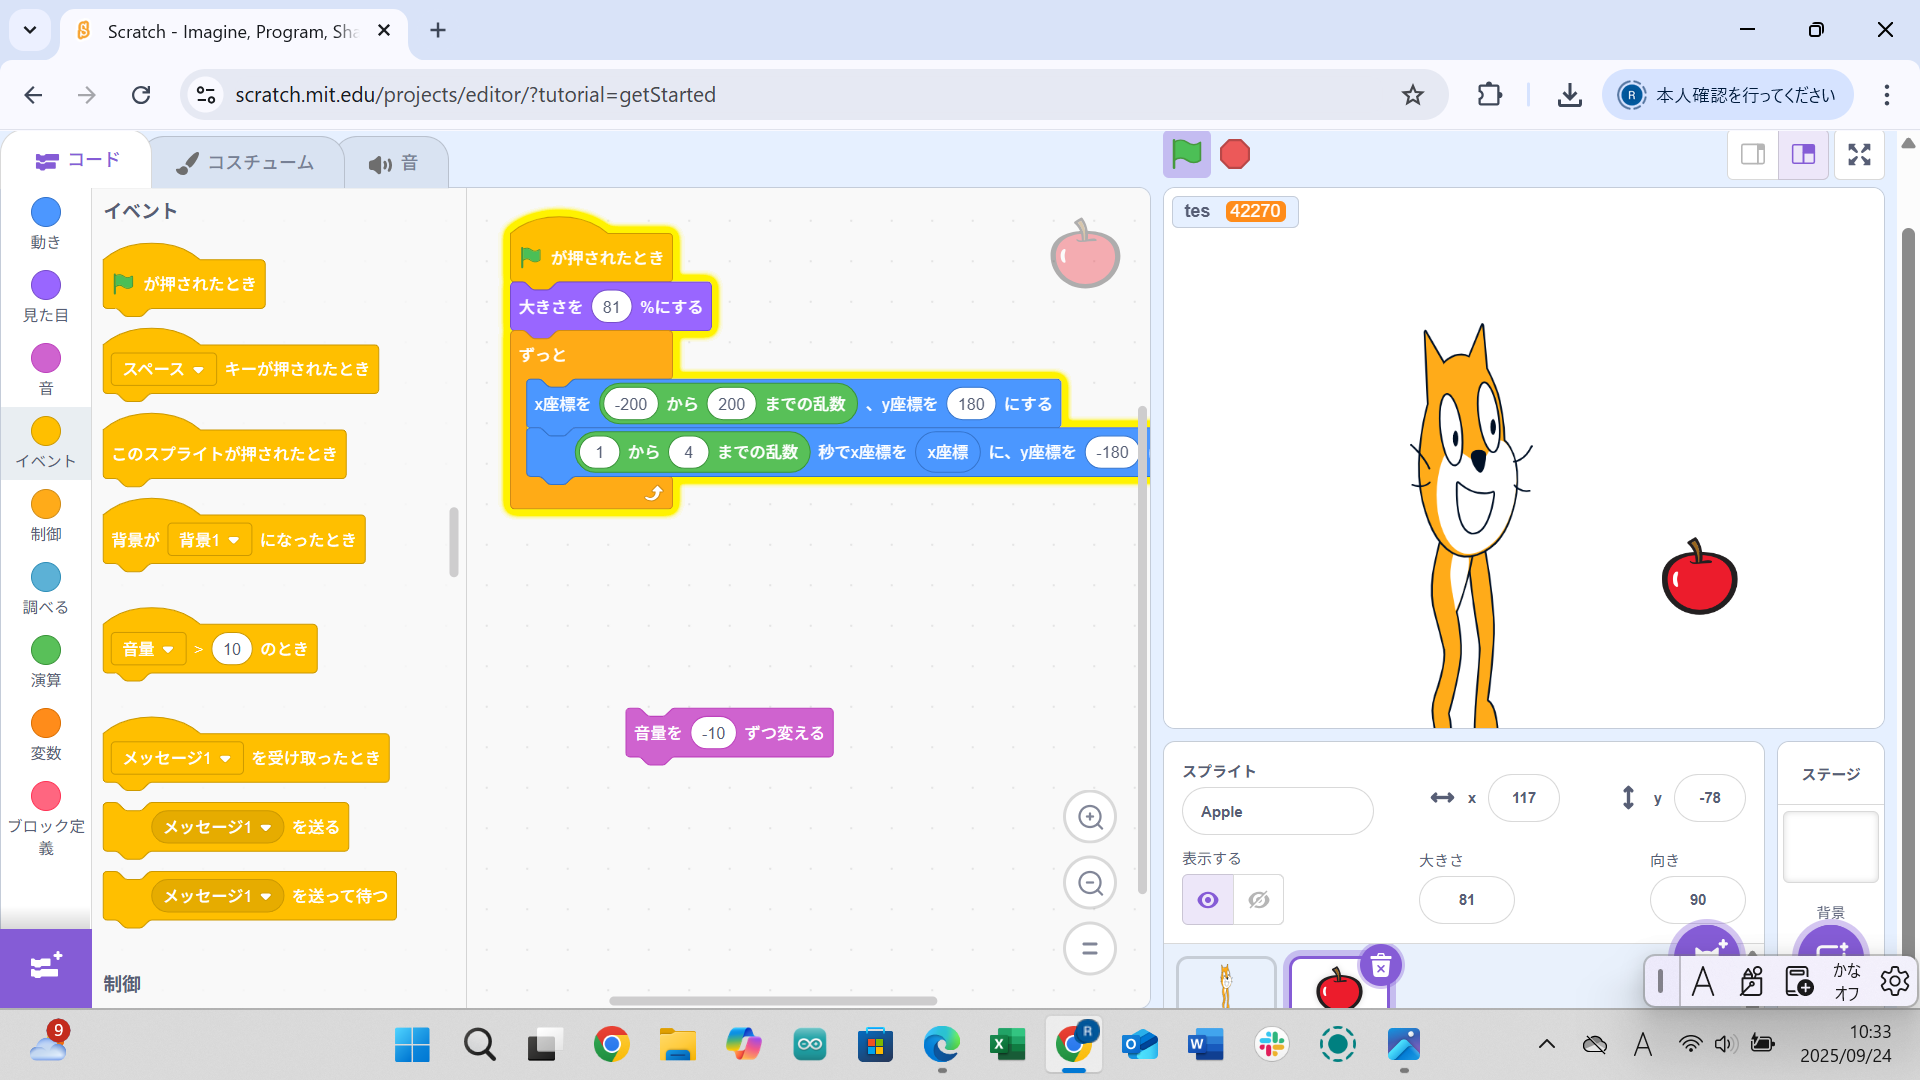 Scratch - Imagine, Program, Sha
scratch.mit.edu/projects/editor/?tutorial=getStarted
R 本人確認を行ってください
コード
コスチューム
音
動き
見た目
音
イベント
制御
調べる
演算
変数
ブロック定
義
イベント
が押されたとき
スペース キーが押されたとき
このスプライトが押されたとき
背景が 背景1 になったとき
音量 > 10 のとき
メッセージ1 を受け取ったとき
メッセージ1 を送る
メッセージ1 を送って待つ
制御
が押されたとき
大きさを 81 %にする
ずっと
x座標を -200 から 200 までの乱数 、y座標を 180 にする
1 から 4 までの乱数 秒でx座標を x座標 に、y座標を -180
音量を -10 ずつ変える
tes 42270
スプライト
Apple
x 117
y -78
表示する
大きさ
81
向き
90
ステージ
背景
A
かな
オフ
9
R
A
10:33
2025/09/24